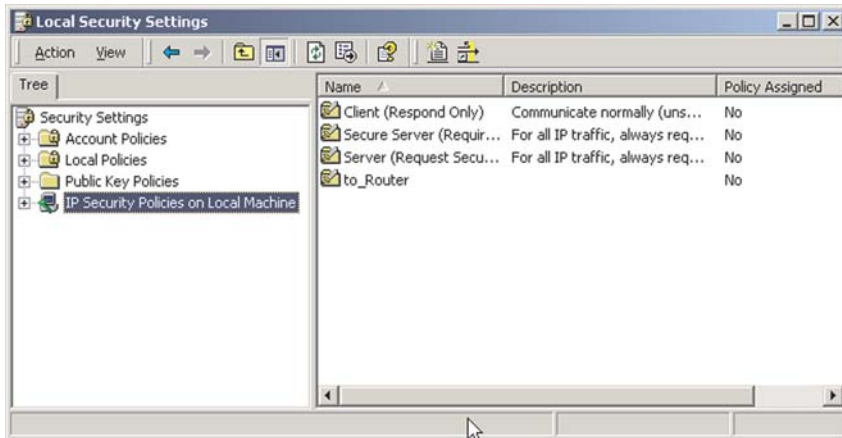 Local Security Settings
Action View
Tree
Security Settings
Account Policies
Local Policies
Public Key Policies
IP Security Policies on Local Machine
Name Description Policy Assigned
Client (Respond Only) Communicate normally (uns... No
Secure Server (Requir... For all IP traffic, always req... No
Server (Request Secu... For all IP traffic, always req... No
to_Router No